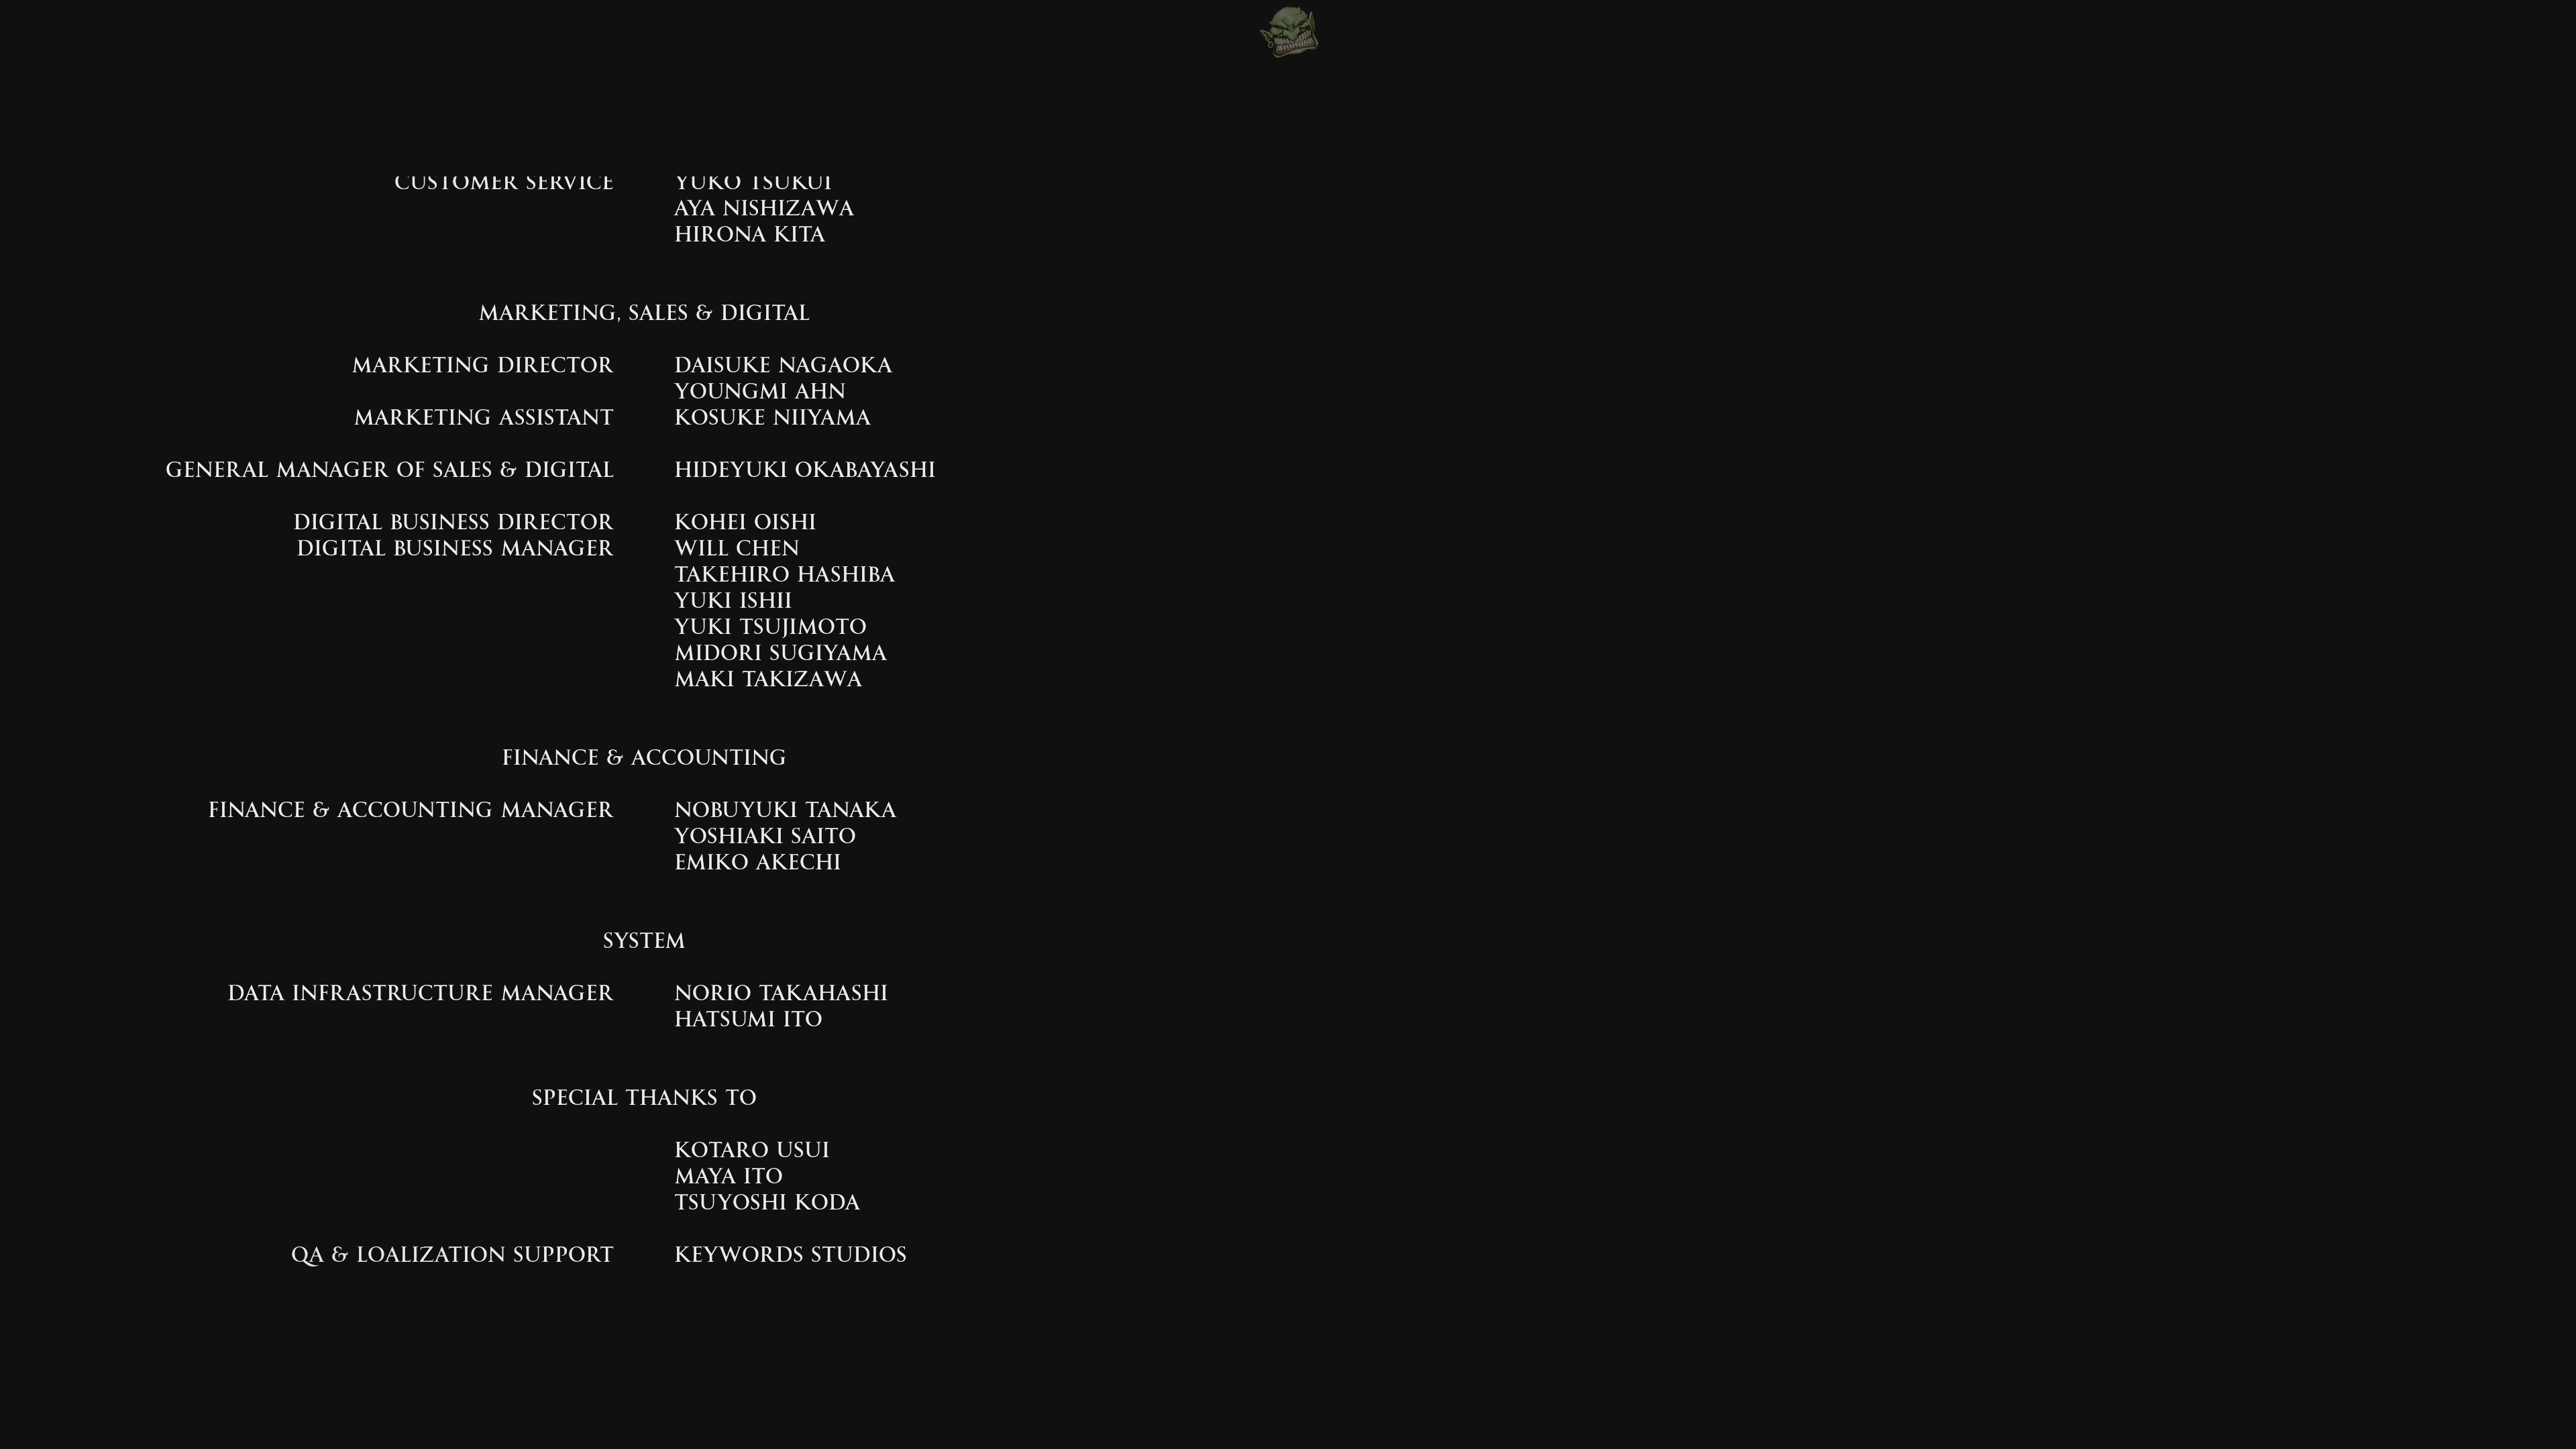 CUSTOMER SERVICE YUKO TSUKUI
AYA NISHIZAWA
HIRONA KITA
MARKETING, SALES & DIGITAL
MARKETING DIRECTOR DAISUKE NAGAOKA
YOUNGMI AHN
MARKETING ASSISTANT KOSUKE NIIYAMA
GENERAL MANAGER OF SALES & DIGITAL HIDEYUKI OKABAYASHI
DIGITAL BUSINESS DIRECTOR KOHEI OISHI
DIGITAL BUSINESS MANAGER WILL CHEN
TAKEHIRO HASHIBA
YUKI ISHII
YUKI TSUJIMOTO
MIDORI SUGIYAMA
MAKI TAKIZAWA
FINANCE & ACCOUNTING
FINANCE & ACCOUNTING MANAGER NOBUYUKI TANAKA
YOSHIAKI SAITO
EMIKO AKECHI
SYSTEM
DATA INFRASTRUCTURE MANAGER NORIO TAKAHASHI
HATSUMI ITO
SPECIAL THANKS TO
KOTARO USUI
MAYA ITO
TSUYOSHI KODA
QA & LOALIZATION SUPPORT KEYWORDS STUDIOS